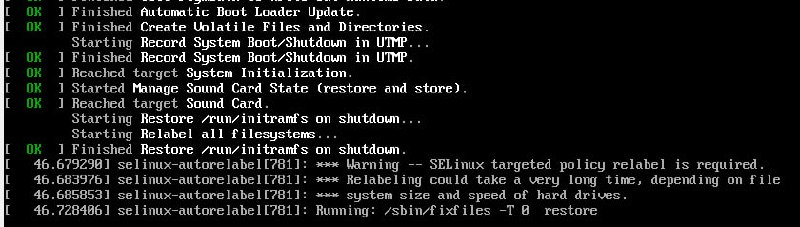 [  OK  ] Finished Automatic Boot Loader Update.
[  OK  ] Finished Create Volatile Files and Directories.
Starting Record System Boot/Shutdown in UTMP...
[  OK  ] Finished Record System Boot/Shutdown in UTMP.
[  OK  ] Reached target System Initialization.
[  OK  ] Started Manage Sound Card State (restore and store).
[  OK  ] Reached target Sound Card.
Starting Restore /run/initramfs on shutdown...
Starting Relabel all filesystems...
[  OK  ] Finished Restore /run/initramfs on shutdown.
[   46.679290] selinux-autorelabel[781]: *** Warning -- SELinux targeted policy relabel is required.
[   46.683976] selinux-autorelabel[781]: *** Relabeling could take a very long time, depending on file
[   46.685853] selinux-autorelabel[781]: *** system size and speed of hard drives.
[   46.728406] selinux-autorelabel[781]: Running: /sbin/fixfiles -T 0  restore